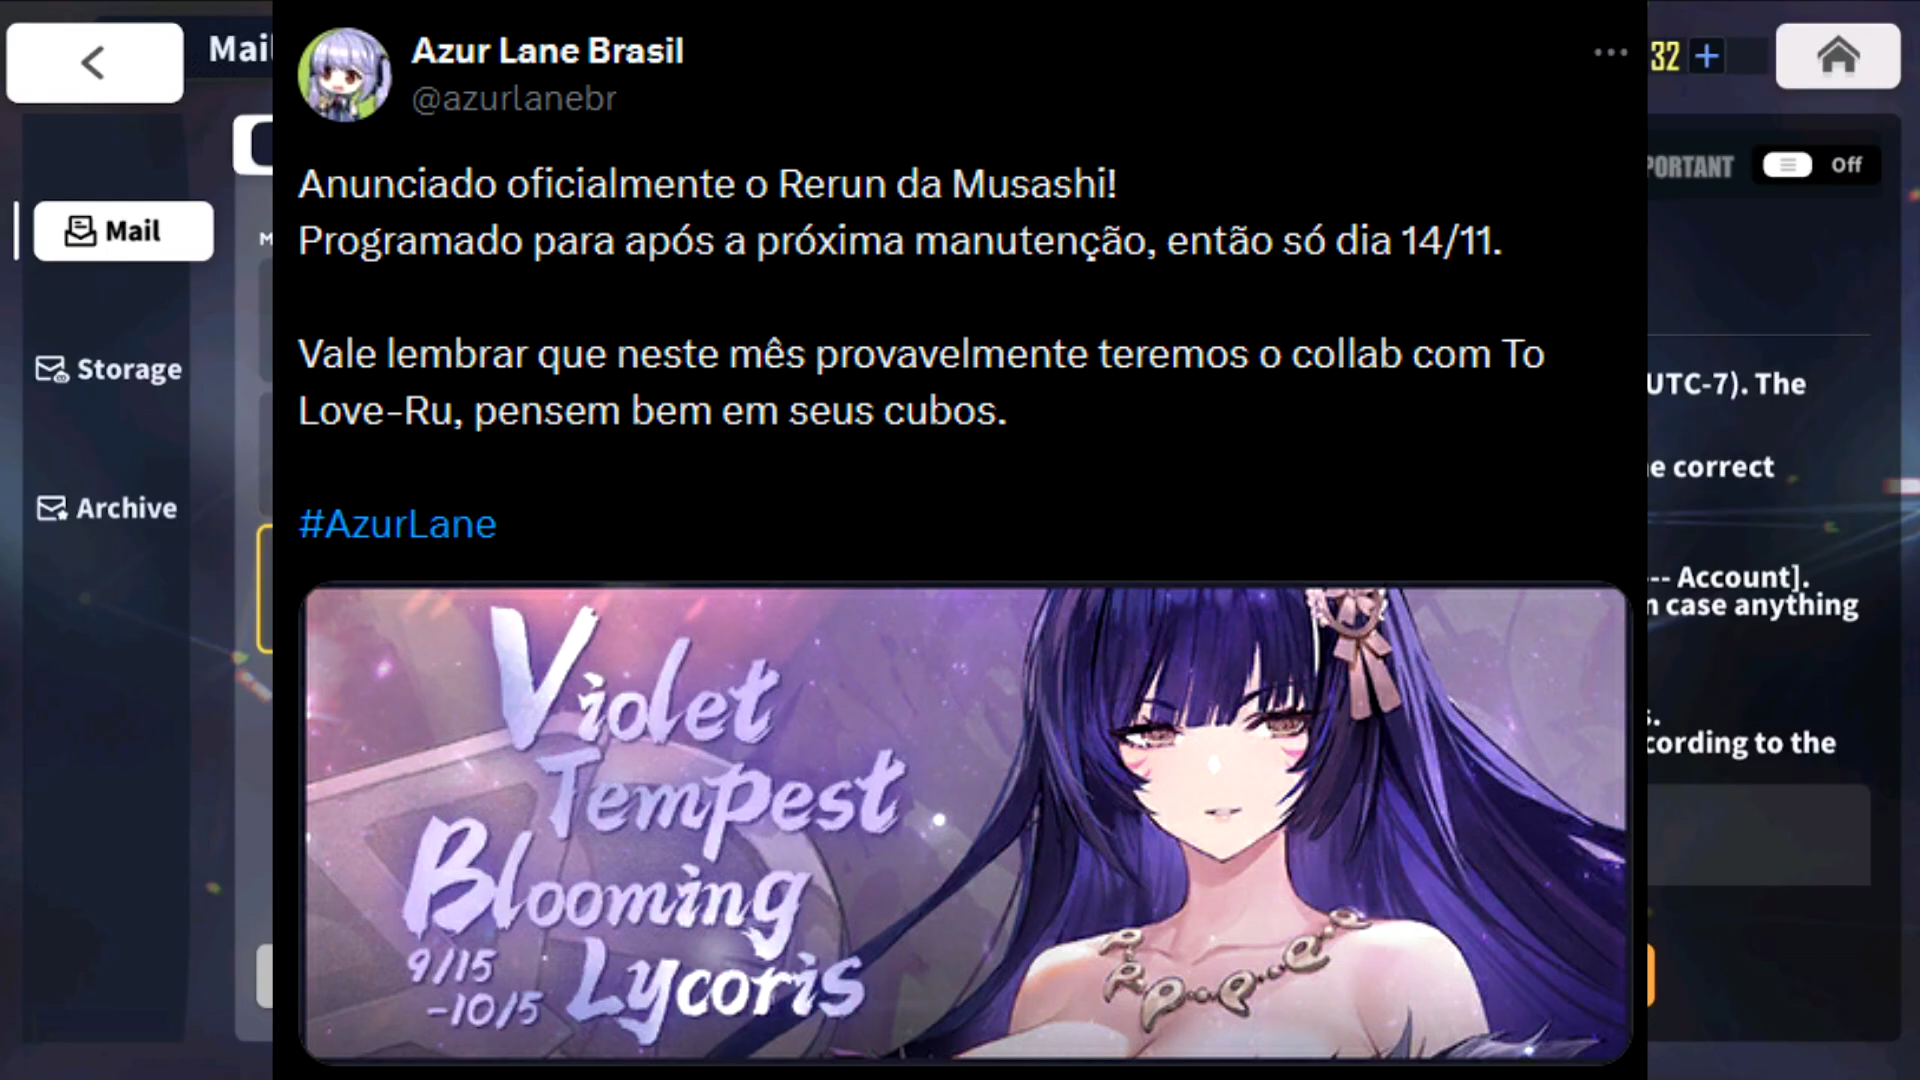 Mail
Azur Lane Brasil
@azurlanebr
32
PORTANT
Off
Mail
Storage
Archive
Anunciado oficialmente o Rerun da Musashi!
Programado para após a próxima manutenção, então só dia 14/11.
Vale lembrar que neste mês provavelmente teremos o collab com To
Love-Ru, pensem bem em seus cubos.
#AzurLane
UTC-7). The
correct
-- Account].
case anything
cording to the
Violet
Tempest
Blooming
Lycoris
9/15
-10/5